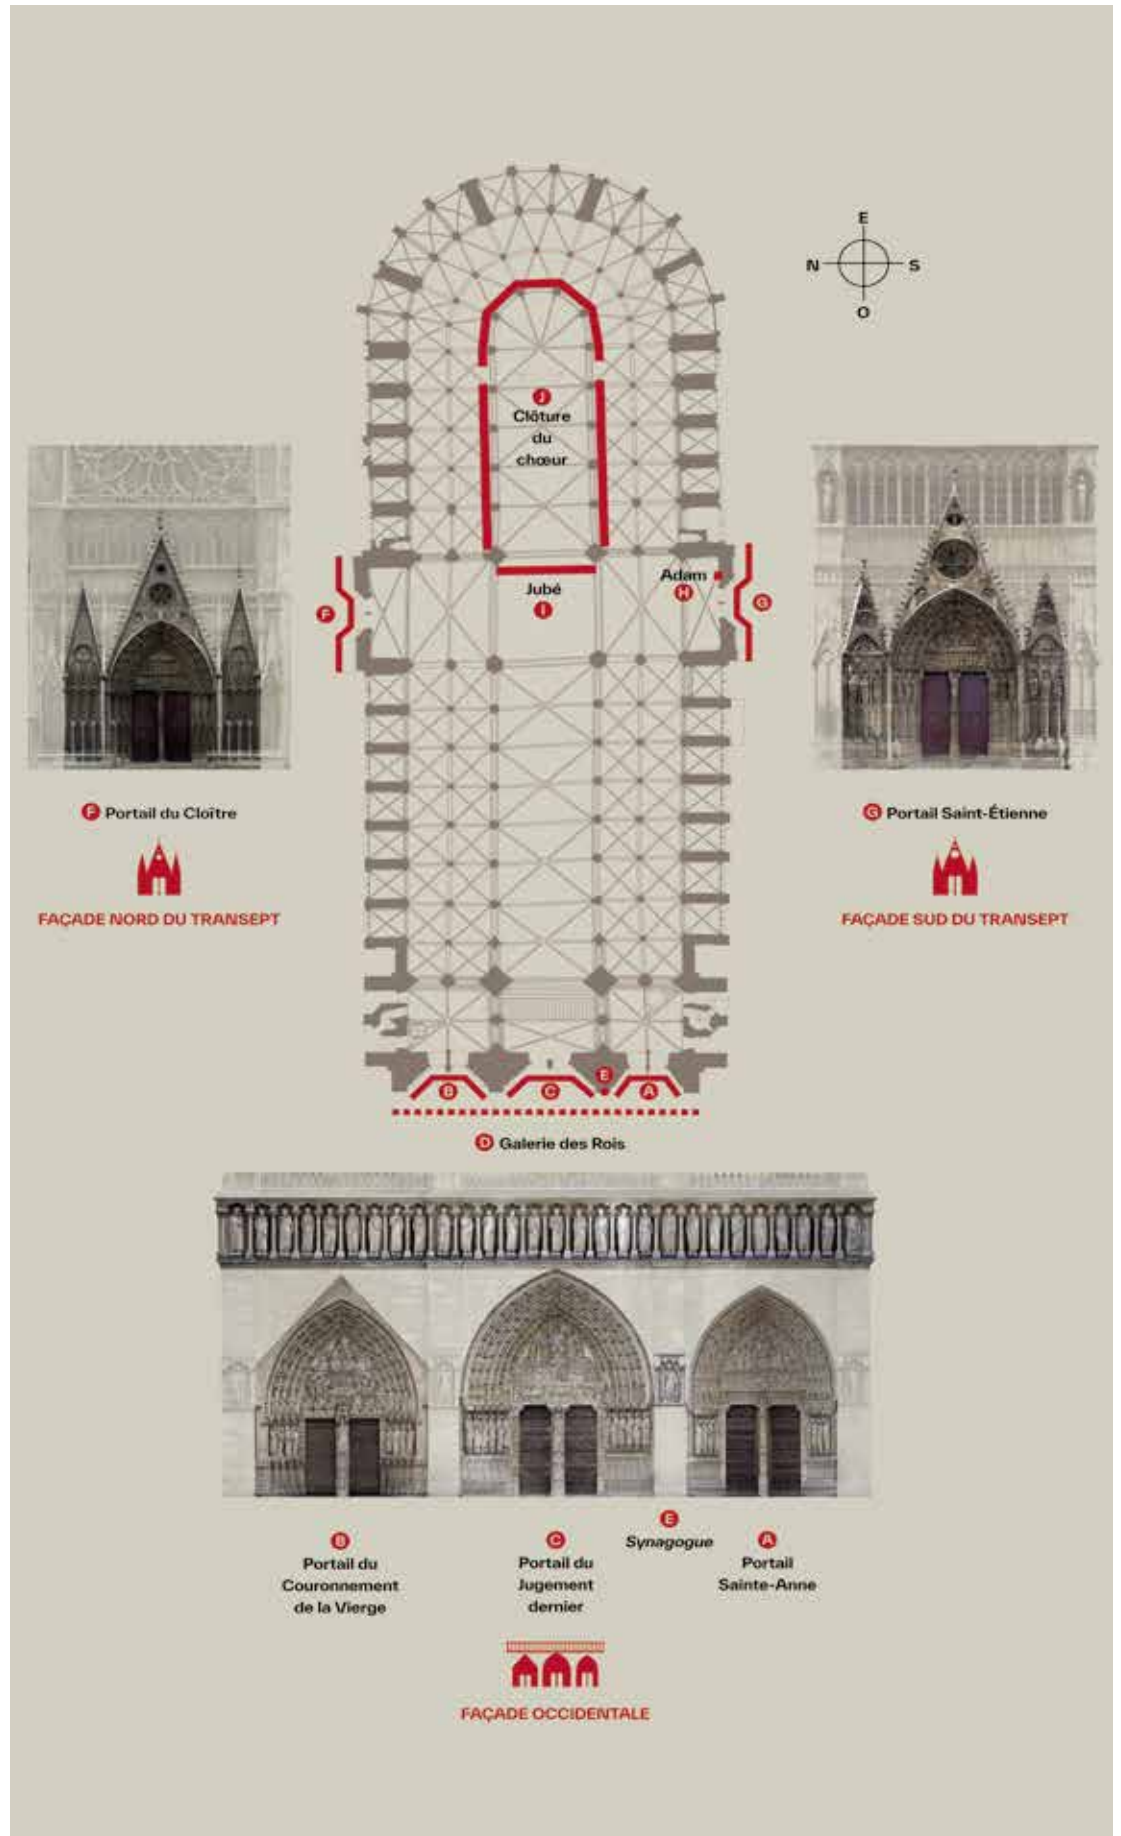 E
N
S
O
J
Clôture
du
chœur
Adam
H
Jubé
I
F
G
F Portail du Cloître
FAÇADE NORD DU TRANSEPT
G Portail Saint-Étienne
FAÇADE SUD DU TRANSEPT
E
B
C
A
D Galerie des Rois
B
Portail du
Couronnement
de la Vierge
C
Portail du
Jugement
dernier
E
Synagogue
A
Portail
Sainte-Anne
FAÇADE OCCIDENTALE